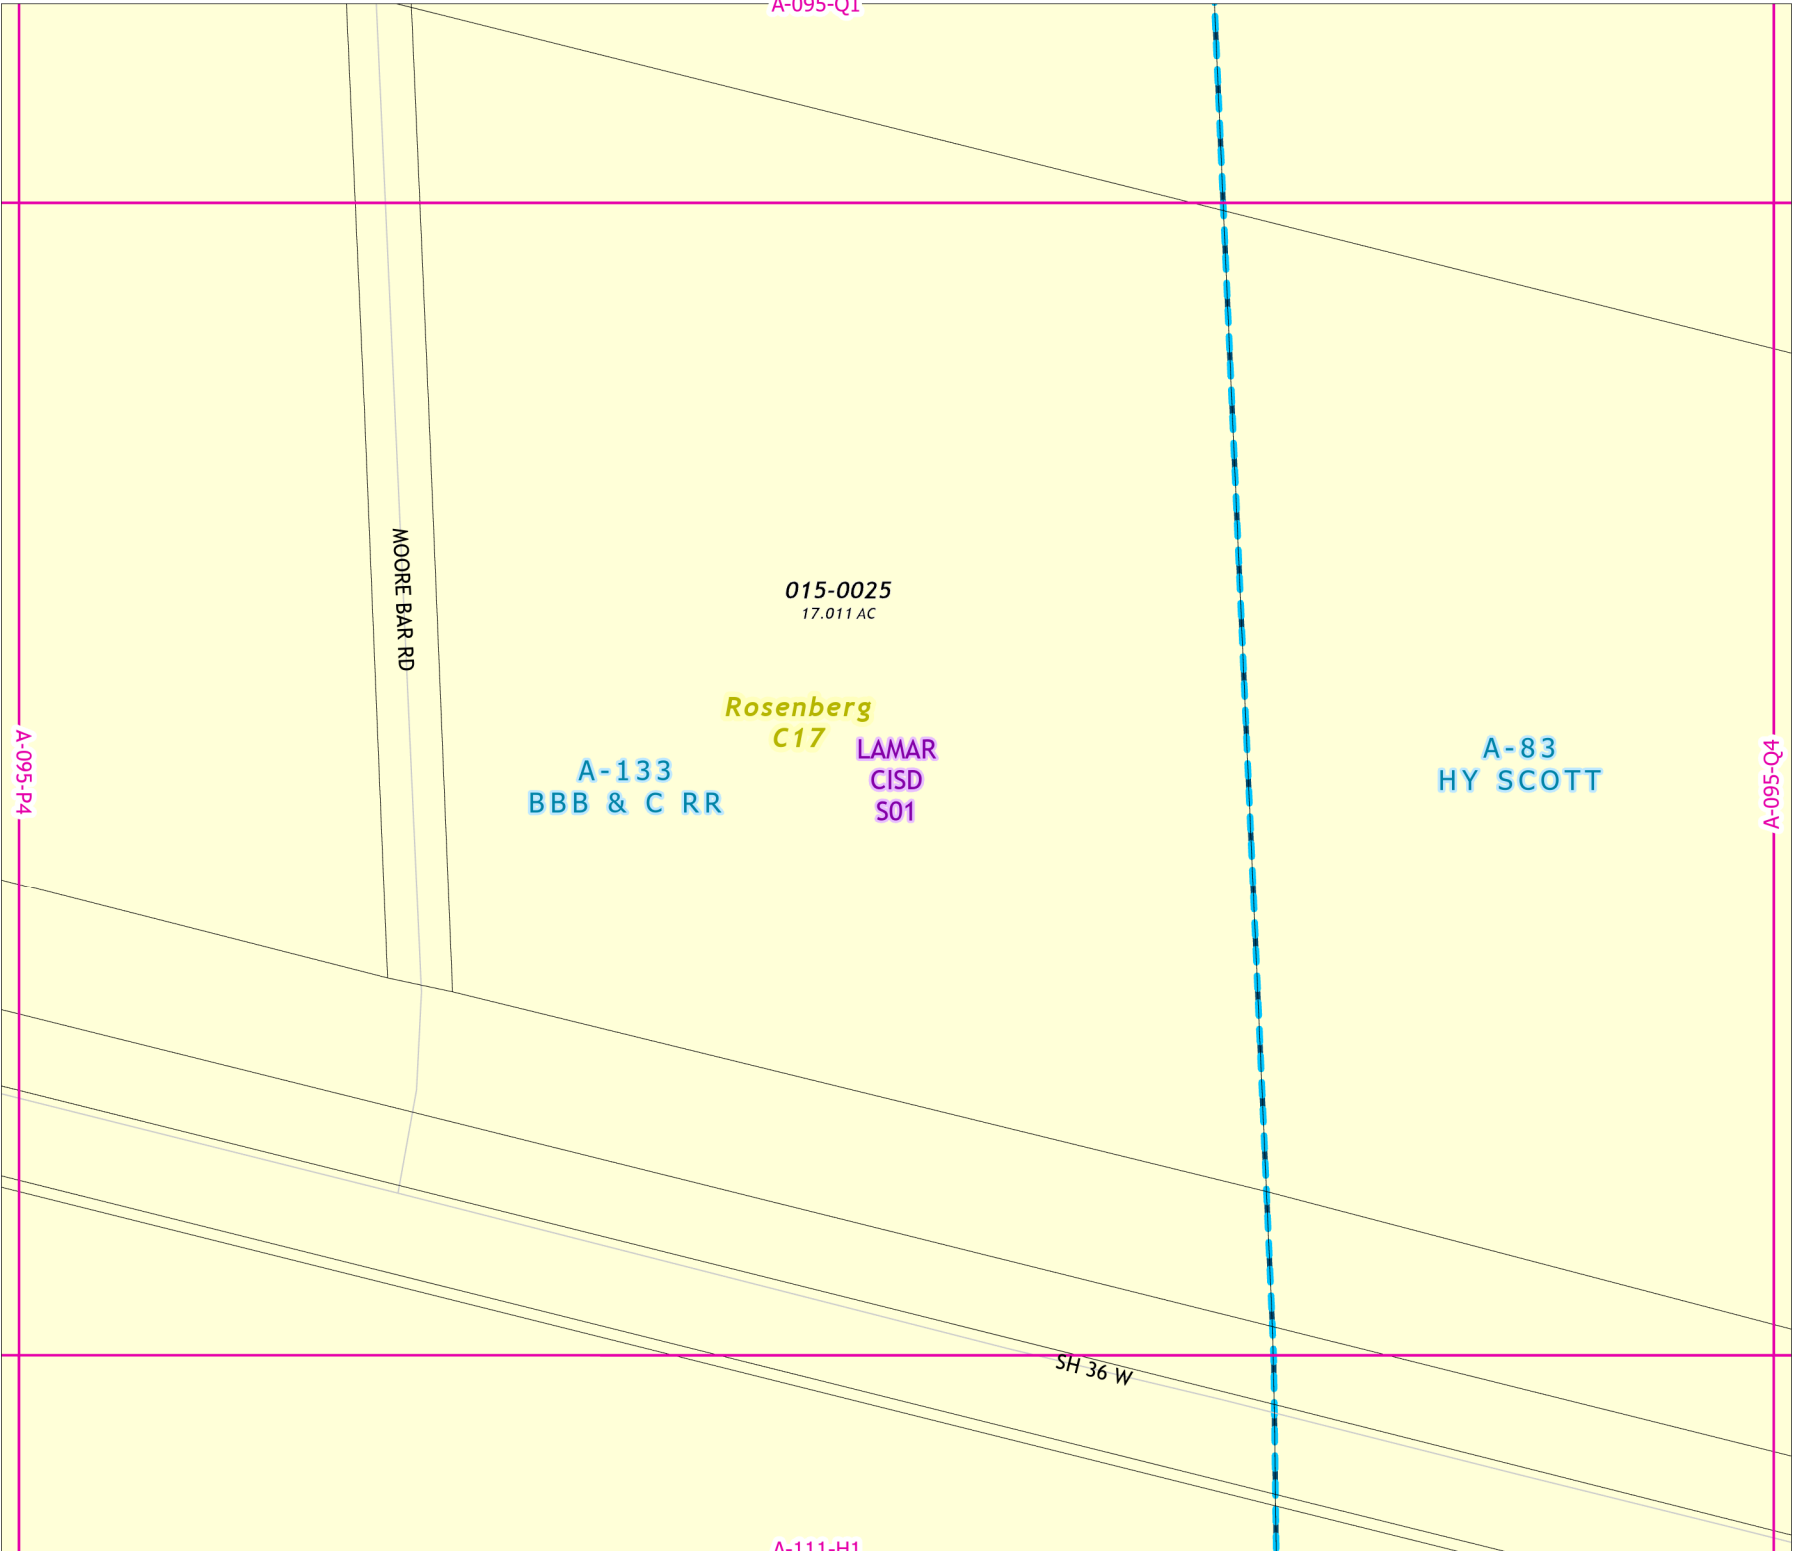 A-095-Q1
MOORE BAR RD
015-0025
17.011 AC
Rosenberg
C17
LAMAR
CISD
S01
A-133
BBB & C RR
A-83
HY SCOTT
A-095-P4
A-095-Q4
SH 36 W
A-111-H1